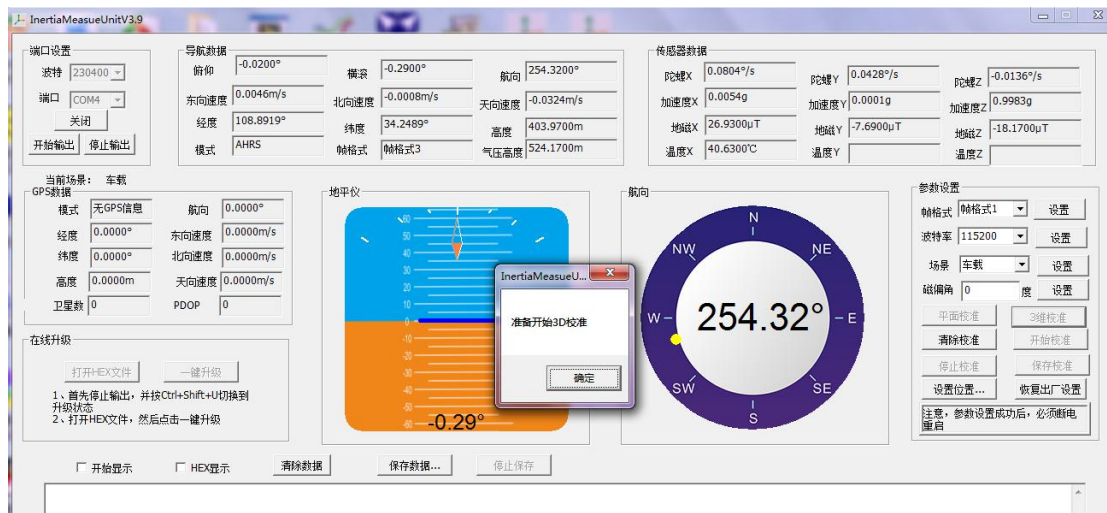 InertiaMeasueUnitV3.9
端口设置
波特 230400
端口 COM4
关闭
开始输出 停止输出
导航数据
俯仰 -0.0200° 横滚 -0.2900° 航向 254.3200°
东向速度 0.0046m/s 北向速度 -0.0008m/s 天向速度 -0.0324m/s
经度 108.8919° 纬度 34.2489° 高度 403.9700m
模式 AHRS 帧格式 帧格式3 气压高度 524.1700m
传感器数据
陀螺X 0.0804°/s 陀螺Y 0.0428°/s 陀螺Z -0.0136°/s
加速度X 0.0054g 加速度Y 0.0001g 加速度Z 0.9983g
地磁X 26.9300μT 地磁Y -7.6900μT 地磁Z -18.1700μT
温度X 40.6300℃ 温度Y 温度Z
当前场景: 车载
GPS数据
模式 无GPS信息 航向 0.0000°
经度 0.0000° 东向速度 0.0000m/s
纬度 0.0000° 北向速度 0.0000m/s
高度 0.0000m 天向速度 0.0000m/s
卫星数 0 PDOP 0
在线升级
打开HEX文件 一键升级
1、首先停止输出，并按Ctrl+Shift+U切换到
升级状态
2、打开HEX文件，然后点击一键升级
地平仪
60
50
40
30
20
10
0
-10
-20
-30
-40
-50
-60
-0.29°
InertiaMeasueU...
准备开始3D校准
确定
航向
N
NW NE
W 254.32° E
SW SE
S
参数设置
帧格式 帧格式1 设置
波特率 115200 设置
场景 车载 设置
磁偏角 0 度 设置
平面校准 3维校准
清除校准 开始校准
停止校准 保存校准
设置位置... 恢复出厂设置
注意，参数设置成功后，必须断电
重启
开始显示 HEX显示 清除数据 保存数据... 停止保存